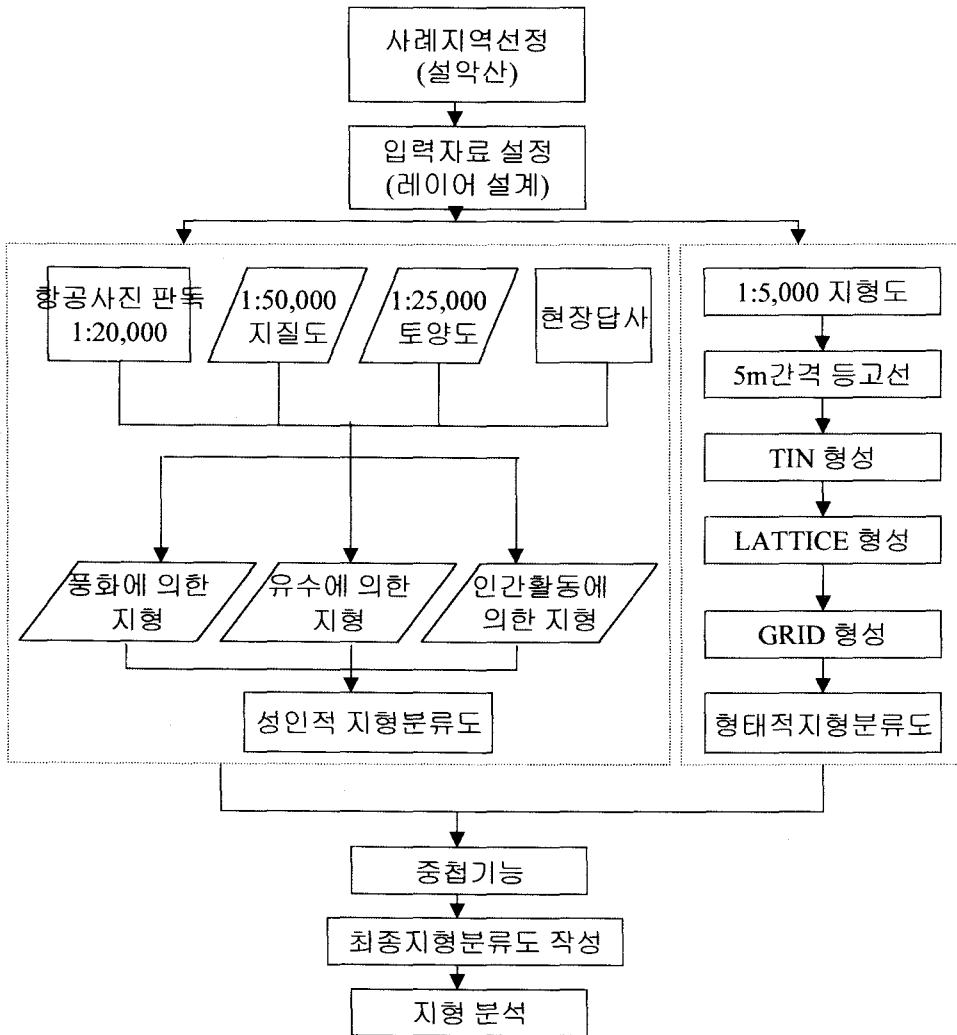 사례지역선정
(설악산)
입력자료 설정
(레이어 설계)
항공사진 판독
1:20,000
1:50,000
지질도
1:25,000
토양도
현장답사
풍화에 의한
지형
유수에 의한
지형
인간활동에
의한 지형
성인적 지형분류도
1:5,000 지형도
5m간격 등고선
TIN 형성
LATTICE 형성
GRID 형성
형태적지형분류도
중첩기능
최종지형분류도 작성
지형 분석